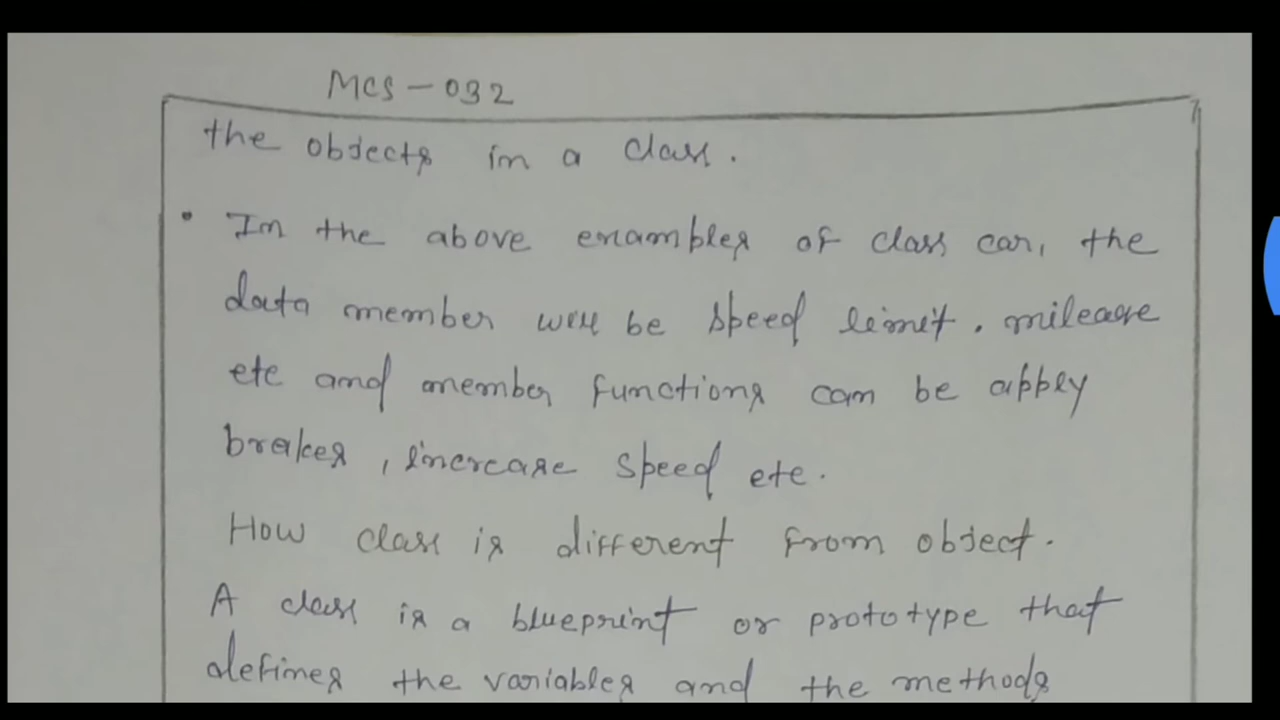 MCS-032
the objects in a class.
• In the above examples of class car, the
data member will be speed limit, mileage
etc and member functions can be apply
brakes, increase speed etc.
How class is different from object.
A class is a blueprint or prototype that
defines the variables and the methods